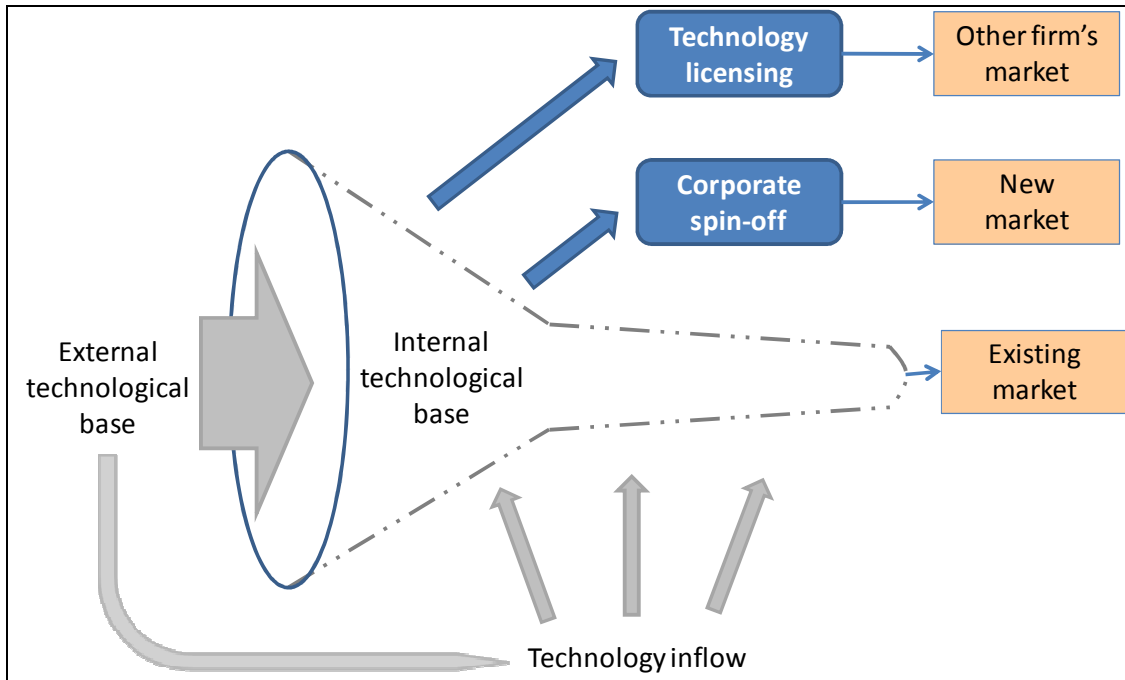 Technology
licensing
Other firm’s
market
Corporate
spin-off
New
market
External
technological
base
Internal
technological
base
Existing
market
Technology inflow